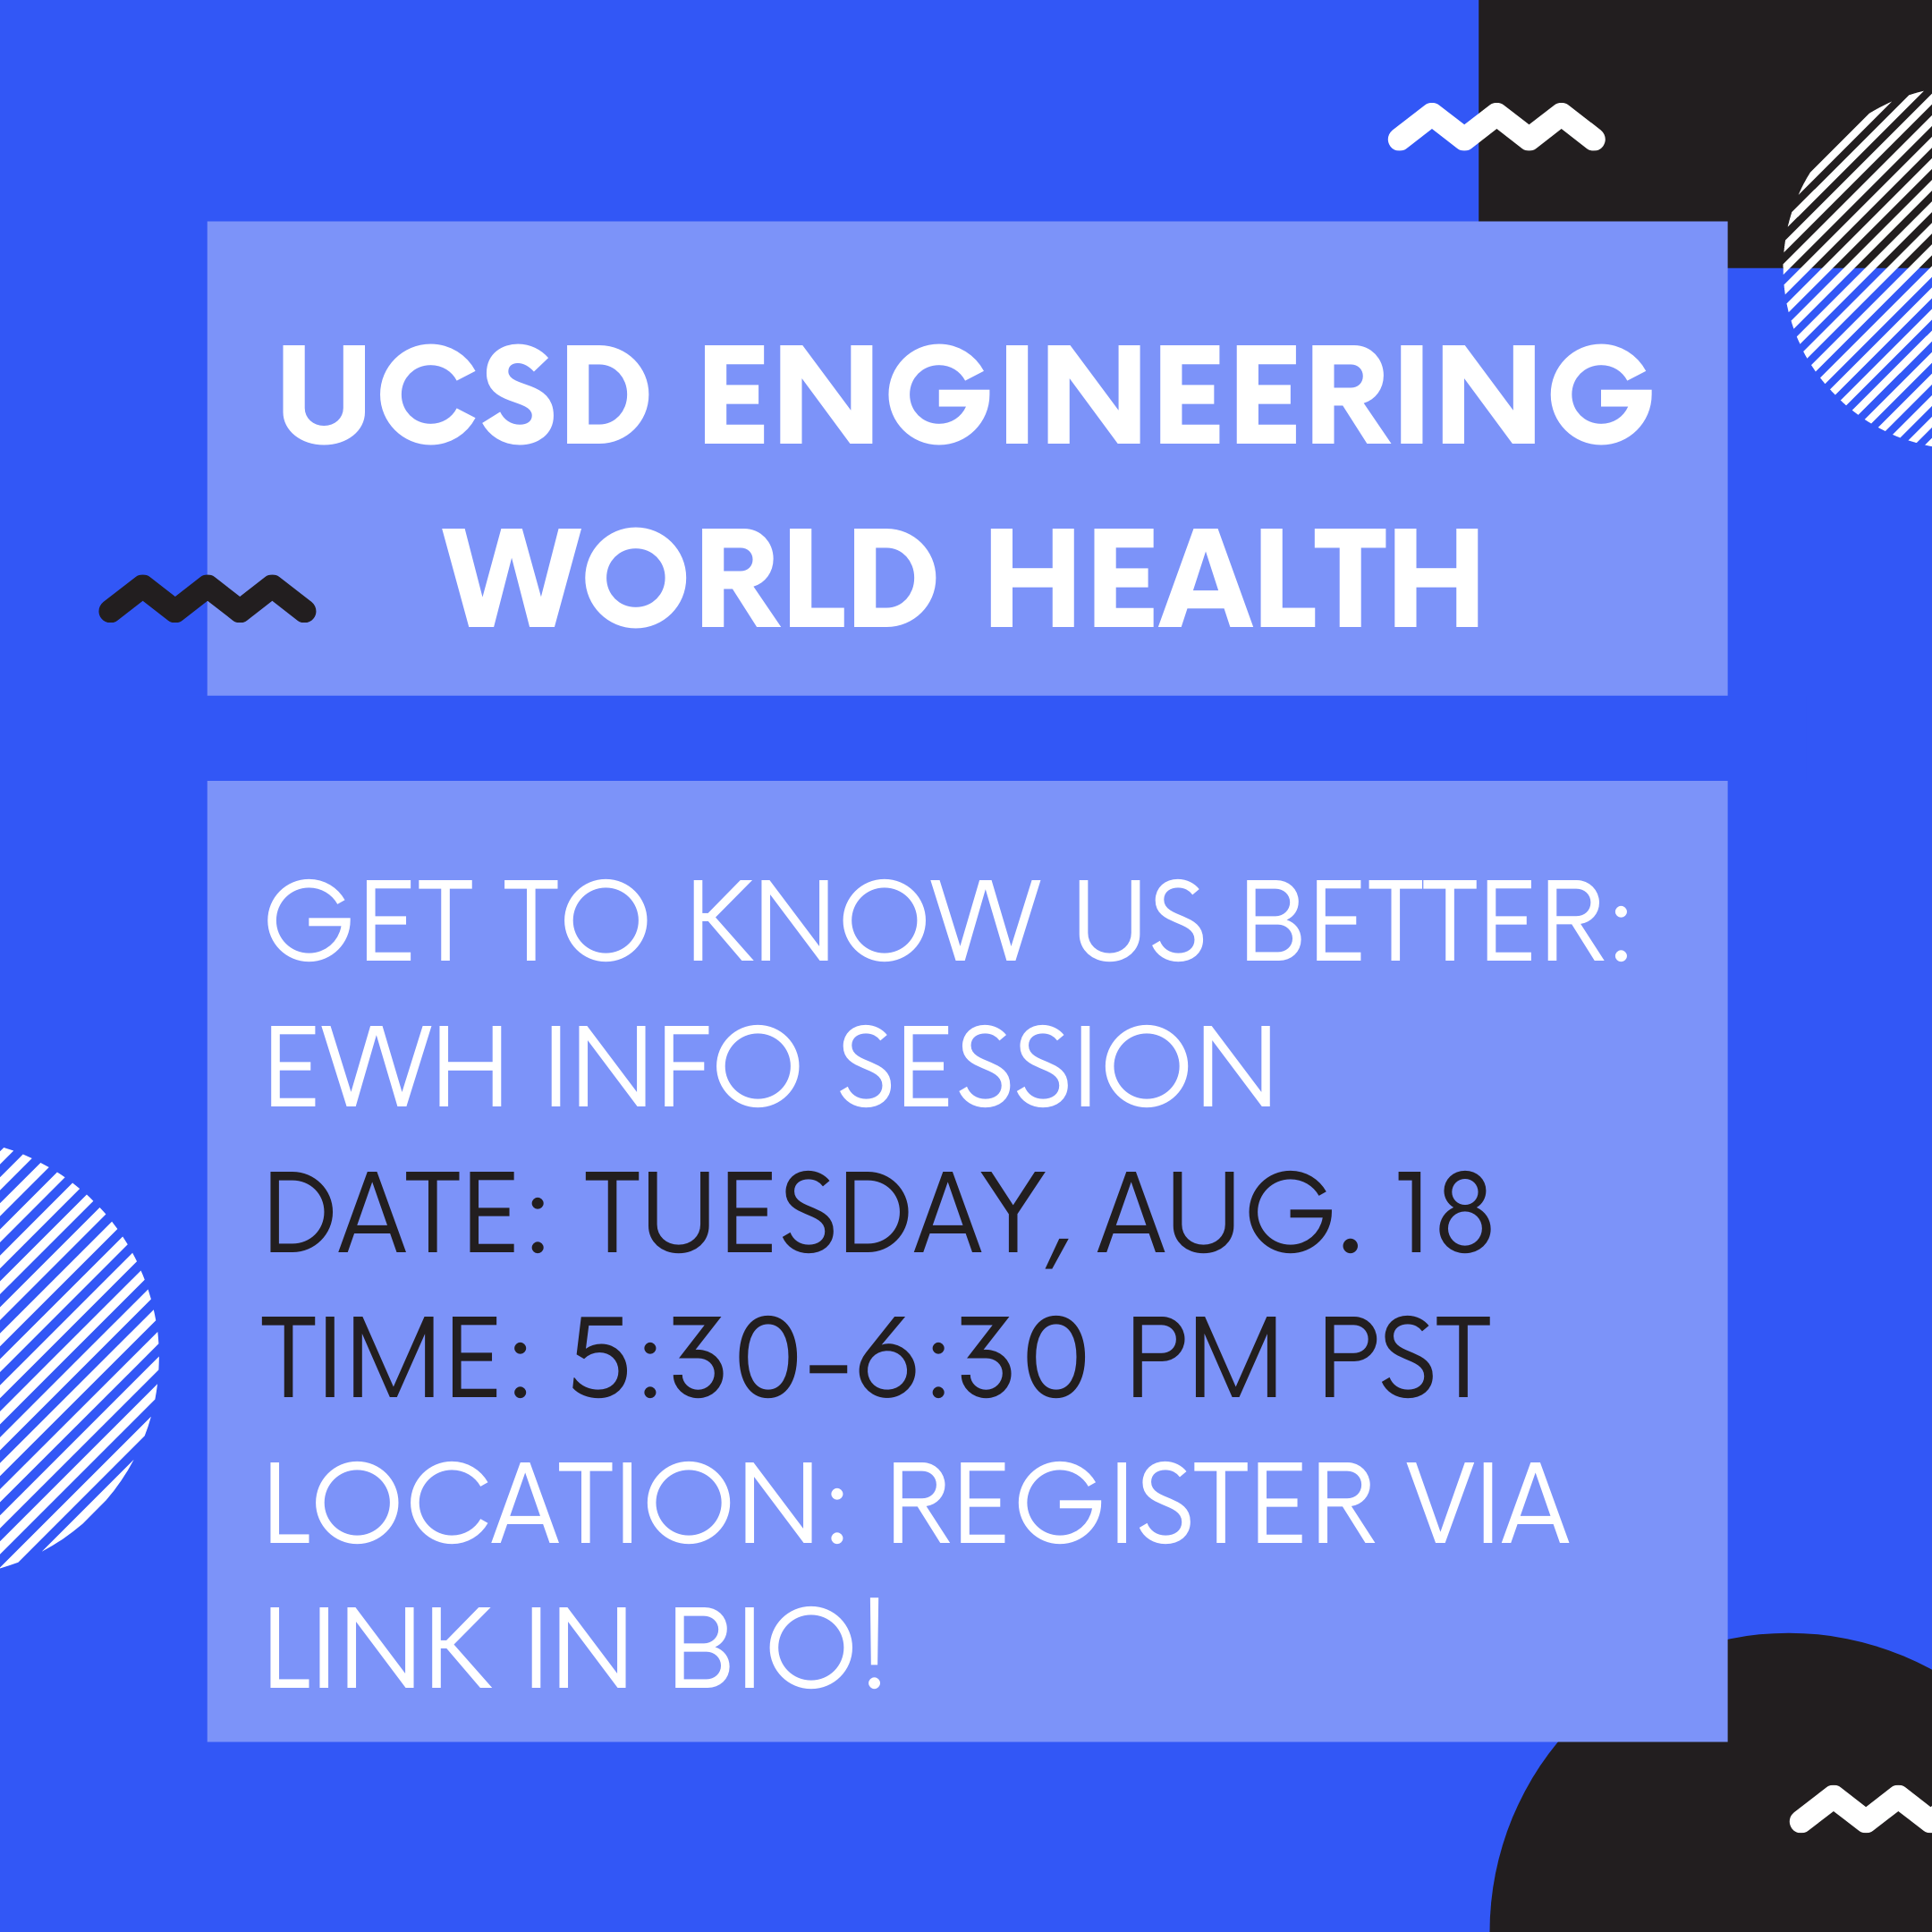 UCSD ENGINEERING
WORLD HEALTH
GET TO KNOW US BETTER:
EWH INFO SESSION
DATE: TUESDAY, AUG. 18
TIME: 5:30-6:30 PM PST
LOCATION: REGISTER VIA
LINK IN BIO!